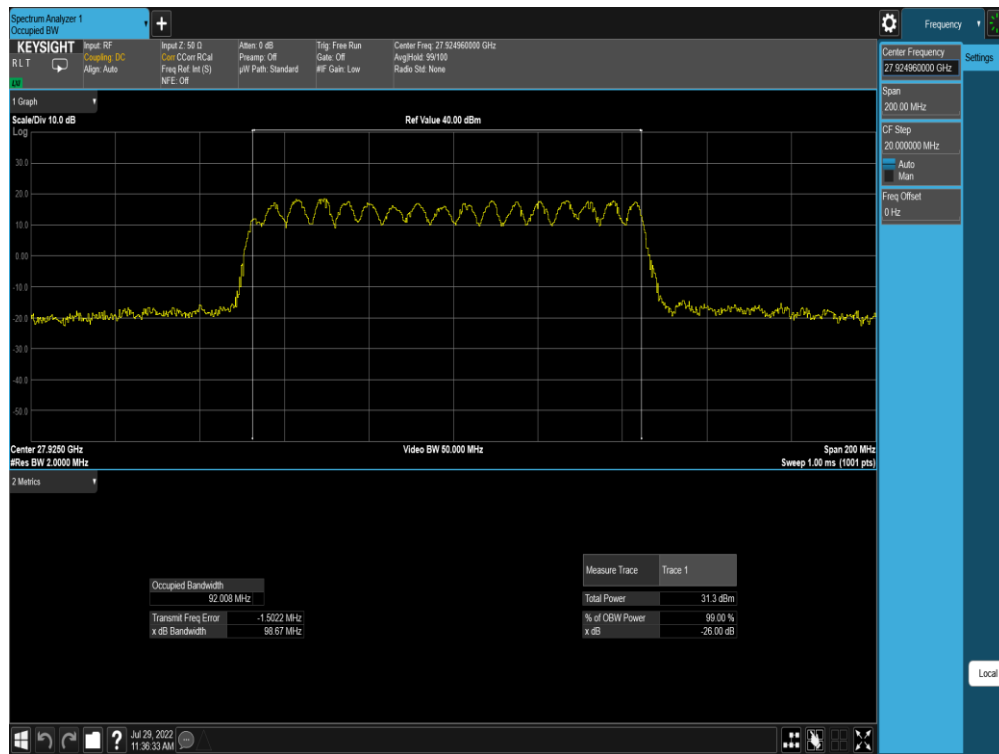 Spectrum Analyzer 1
Occupied BW
+
Frequency
KEYSIGHT
R L T
LXI
Input: RF
Coupling: DC
Align: Auto
Input Z: 50 Ω
Corr CCorr RCal
Freq Ref: Int (S)
NFE: Off
Atten: 0 dB
Preamp: Off
µW Path: Standard
Trig: Free Run
Gate: Off
#IF Gain: Low
Center Freq: 27.924960000 GHz
Avg|Hold: 99/100
Radio Std: None
Center Frequency
27.924960000 GHz
Settings
Span
200.00 MHz
CF Step
20.000000 MHz
Auto
Man
Freq Offset
0 Hz
1 Graph
Scale/Div 10.0 dB
Ref Value 40.00 dBm
Log
30.0
20.0
10.0
0.00
-10.0
-20.0
-30.0
-40.0
-50.0
Center 27.9250 GHz
Video BW 50.000 MHz
Span 200 MHz
#Res BW 2.0000 MHz
Sweep 1.00 ms (1001 pts)
2 Metrics
Measure Trace Trace 1
Occupied Bandwidth
92.008 MHz
Total Power 31.3 dBm
Transmit Freq Error -1.5022 MHz
% of OBW Power 99.00 %
x dB Bandwidth 98.67 MHz
x dB -26.00 dB
Local
?
Jul 29, 2022
11:36:33 AM